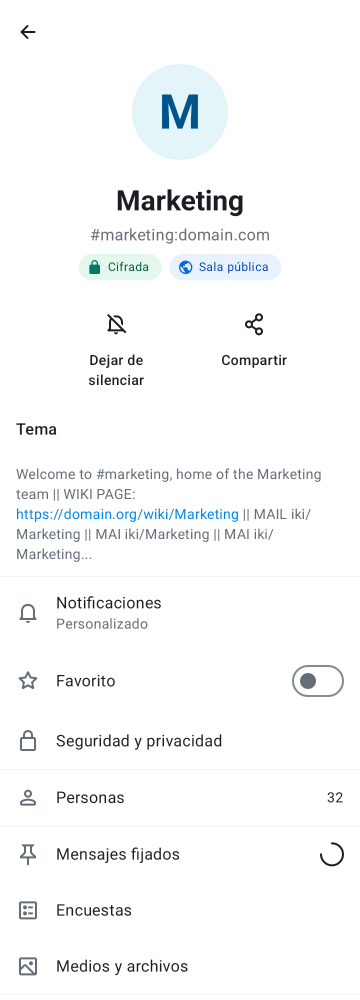 M
Marketing
#marketing:domain.com
Cifrada
Sala pública
Dejar de
silenciar
Compartir
Tema
Welcome to #marketing, home of the Marketing
team || WIKI PAGE:
https://domain.org/wiki/Marketing || MAIL iki/
Marketing || MAI iki/Marketing || MAI iki/
Marketing...
Notificaciones
Personalizado
Favorito
Seguridad y privacidad
Personas 32
Mensajes fijados
Encuestas
Medios y archivos